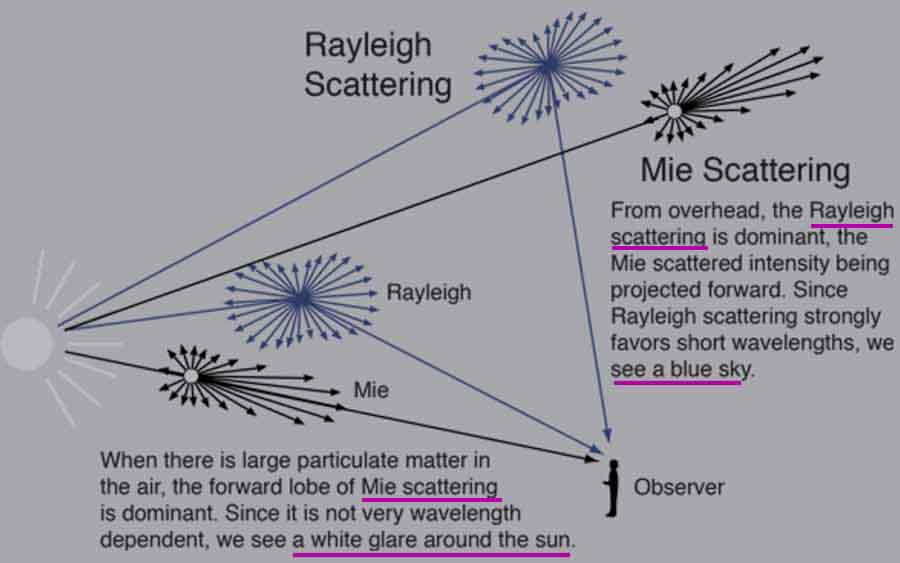 Rayleigh
Scattering
Mie Scattering
From overhead, the Rayleigh
scattering is dominant, the
Mie scattered intensity being
projected forward. Since
Rayleigh scattering strongly
favors short wavelengths, we
see a blue sky.
Rayleigh
Mie
When there is large particulate matter in
the air, the forward lobe of Mie scattering
is dominant. Since it is not very wavelength
dependent, we see a white glare around the sun.
Observer